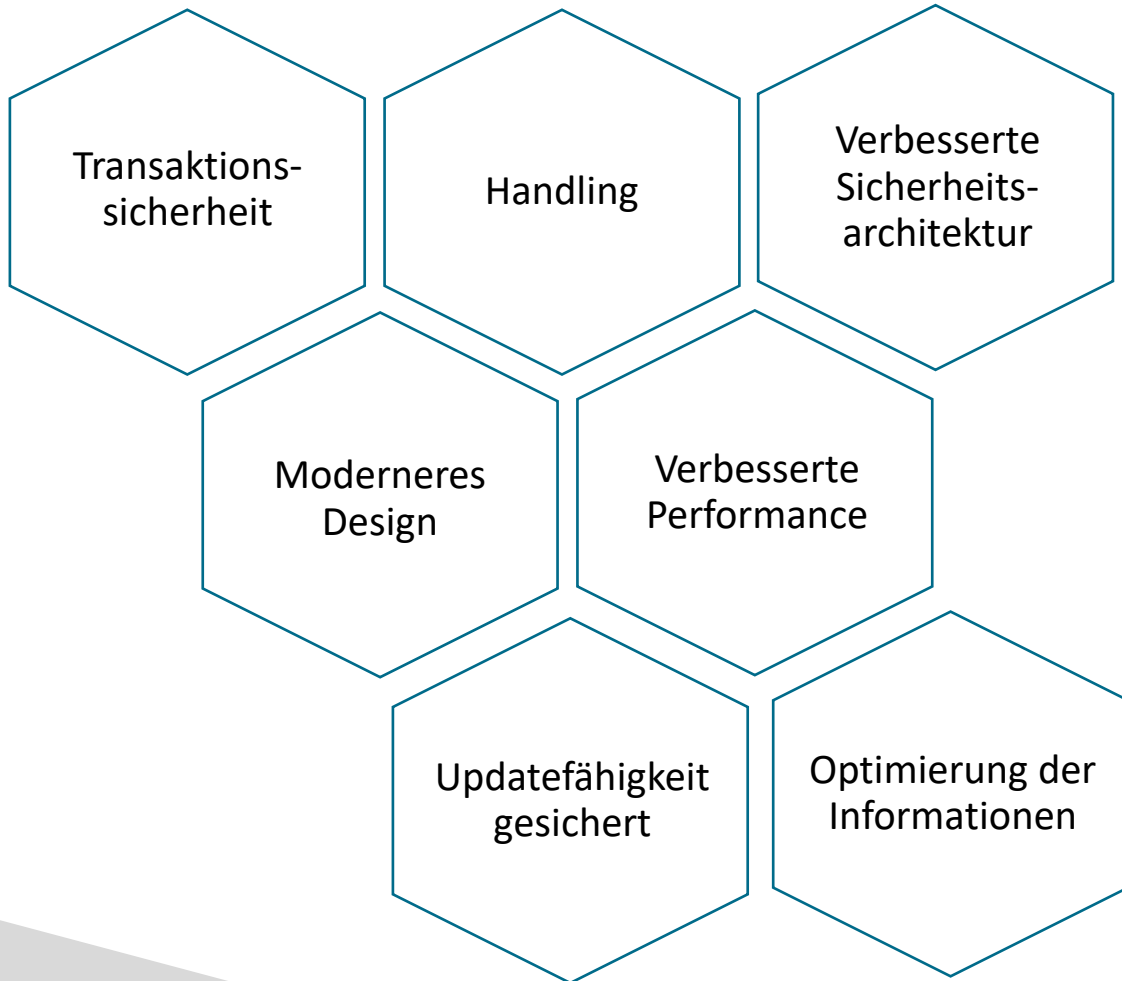 Transaktions-
sicherheit
Handling
Verbesserte
Sicherheits-
architektur
Moderneres
Design
Verbesserte
Performance
Updatefähigkeit
gesichert
Optimierung der
Informationen